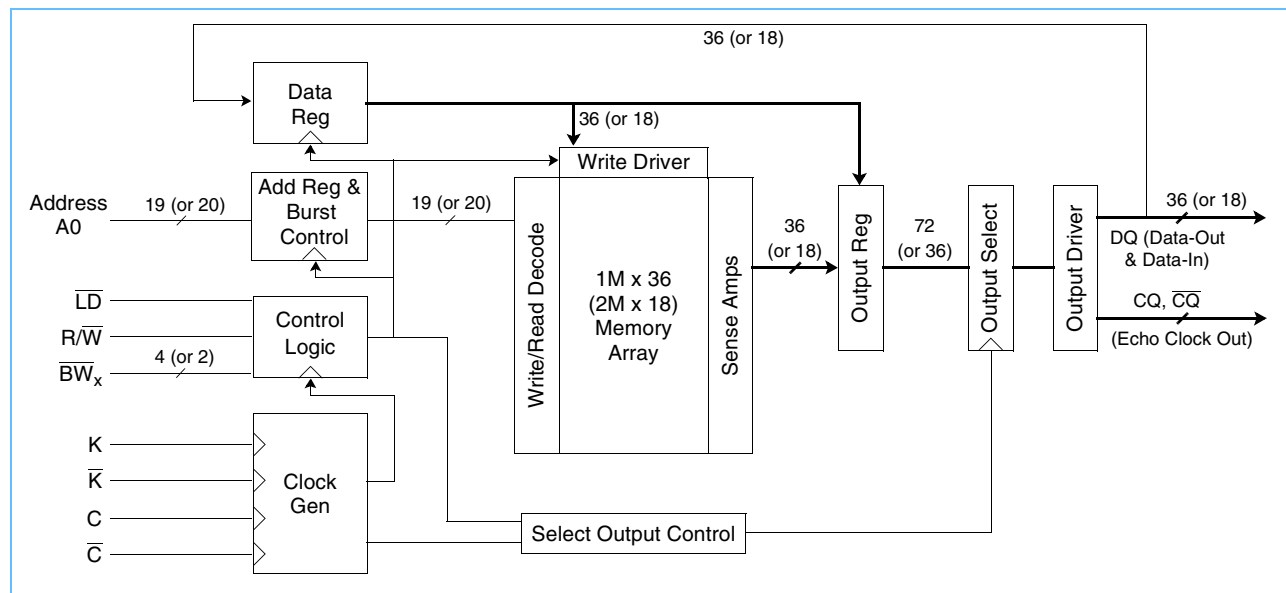 36 (or 18)
Data
Reg
36 (or 18)
Write Driver
Address
A0
19 (or 20)
Add Reg &
Burst
Control
19 (or 20)
Write/Read Decode
1M x 36
(2M x 18)
Memory
Array
Sense Amps
36
(or 18)
Output Reg
72
(or 36)
Output Select
Output Driver
36 (or 18)
DQ (Data-Out
& Data-In)
CQ, C̅Q̅
(Echo Clock Out)
L̅D̅
R/W̅
B̅W̅x
4 (or 2)
Control
Logic
K
K̅
C
C̅
Clock
Gen
Select Output Control